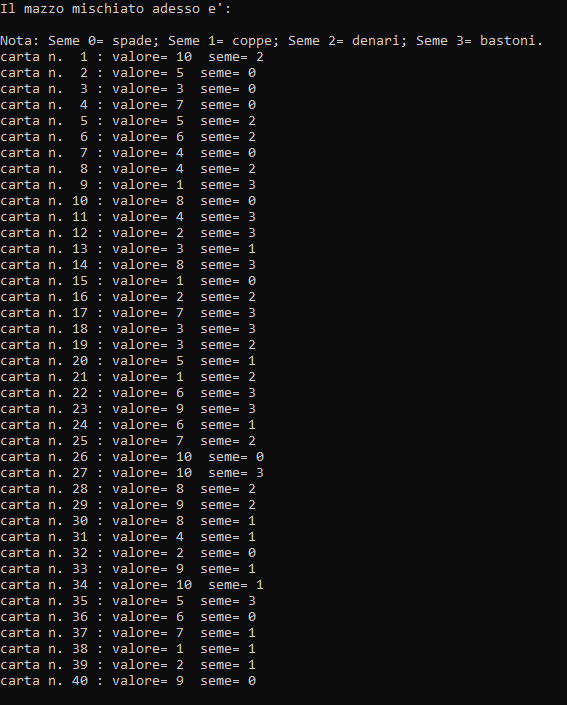 Il mazzo mischiato adesso e':
Nota: Seme 0= spade; Seme 1= coppe; Seme 2= denari; Seme 3= bastoni.
carta n.  1 : valore= 10  seme= 2
carta n.  2 : valore= 5  seme= 0
carta n.  3 : valore= 3  seme= 0
carta n.  4 : valore= 7  seme= 0
carta n.  5 : valore= 5  seme= 2
carta n.  6 : valore= 6  seme= 2
carta n.  7 : valore= 4  seme= 0
carta n.  8 : valore= 4  seme= 2
carta n.  9 : valore= 1  seme= 3
carta n. 10 : valore= 8  seme= 0
carta n. 11 : valore= 4  seme= 3
carta n. 12 : valore= 2  seme= 3
carta n. 13 : valore= 3  seme= 1
carta n. 14 : valore= 8  seme= 3
carta n. 15 : valore= 1  seme= 0
carta n. 16 : valore= 2  seme= 2
carta n. 17 : valore= 7  seme= 3
carta n. 18 : valore= 3  seme= 3
carta n. 19 : valore= 3  seme= 2
carta n. 20 : valore= 5  seme= 1
carta n. 21 : valore= 1  seme= 2
carta n. 22 : valore= 6  seme= 3
carta n. 23 : valore= 9  seme= 3
carta n. 24 : valore= 6  seme= 1
carta n. 25 : valore= 7  seme= 2
carta n. 26 : valore= 10  seme= 0
carta n. 27 : valore= 10  seme= 3
carta n. 28 : valore= 8  seme= 2
carta n. 29 : valore= 9  seme= 2
carta n. 30 : valore= 8  seme= 1
carta n. 31 : valore= 4  seme= 1
carta n. 32 : valore= 2  seme= 0
carta n. 33 : valore= 9  seme= 1
carta n. 34 : valore= 10  seme= 1
carta n. 35 : valore= 5  seme= 3
carta n. 36 : valore= 6  seme= 0
carta n. 37 : valore= 7  seme= 1
carta n. 38 : valore= 1  seme= 1
carta n. 39 : valore= 2  seme= 1
carta n. 40 : valore= 9  seme= 0